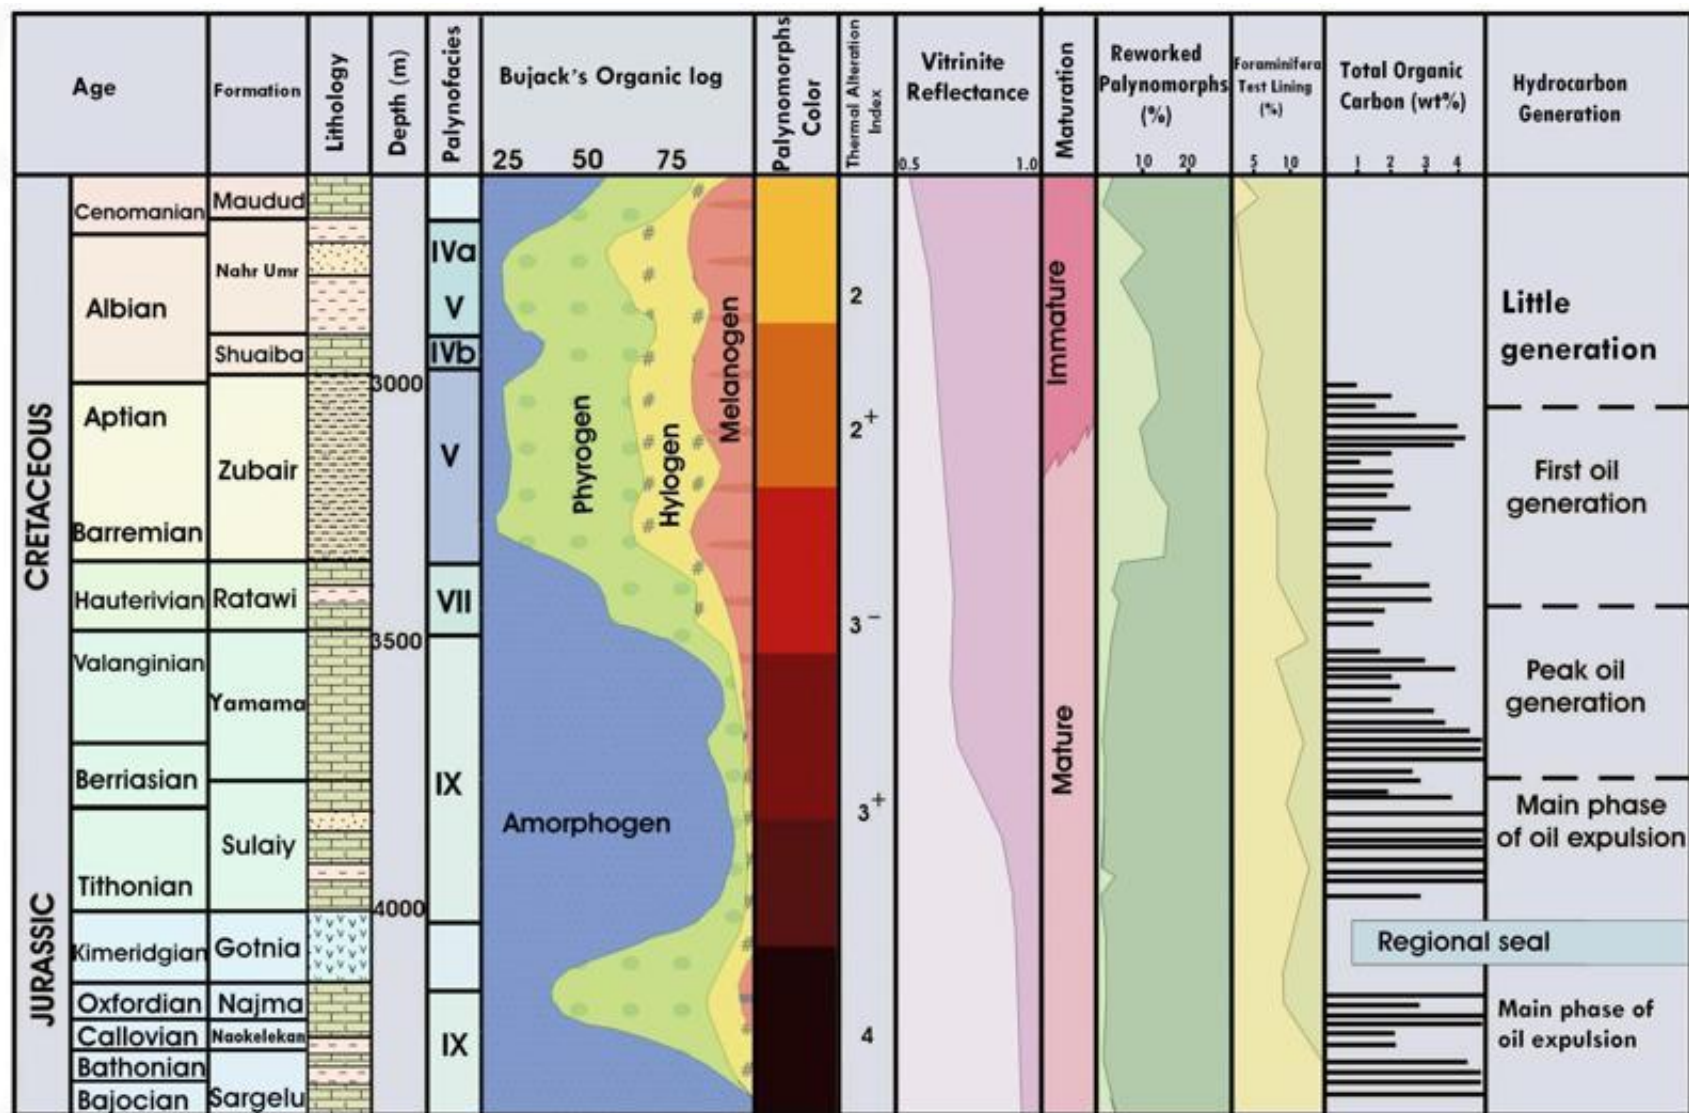 Age
Formation
Lithology
Depth (m)
Palynofacies
Bujack's Organic log
25 50 75
Palynomorphs
Color
Thermal Alteration
Index
Vitrinite
Reflectance
0.5 1.0
Maturation
Reworked
Palynomorphs
(%)
10 20
Foraminifera
Test Lining
(%)
5 10
Total Organic
Carbon (wt%)
1 2 3 4
Hydrocarbon
Generation
CRETACEOUS
JURASSIC
Cenomanian
Albian
Aptian
Barremian
Hauterivian
Valanginian
Berriasian
Tithonian
Kimeridgian
Oxfordian
Callovian
Bathonian
Bajocian
Maudud
Nahr Umr
Shuaiba
Zubair
Ratawi
Yamama
Sulaiy
Gotnia
Najma
Naokelekan
Sargelu
3000
3500
4000
IVa
V
IVb
V
VII
IX
IX
Amorphogen
Phyrogen
Hylogen
Melanogen
2
2+
3−
3+
4
Immature
Mature
Little
generation
First oil
generation
Peak oil
generation
Main phase
of oil expulsion
Regional seal
Main phase of
oil expulsion